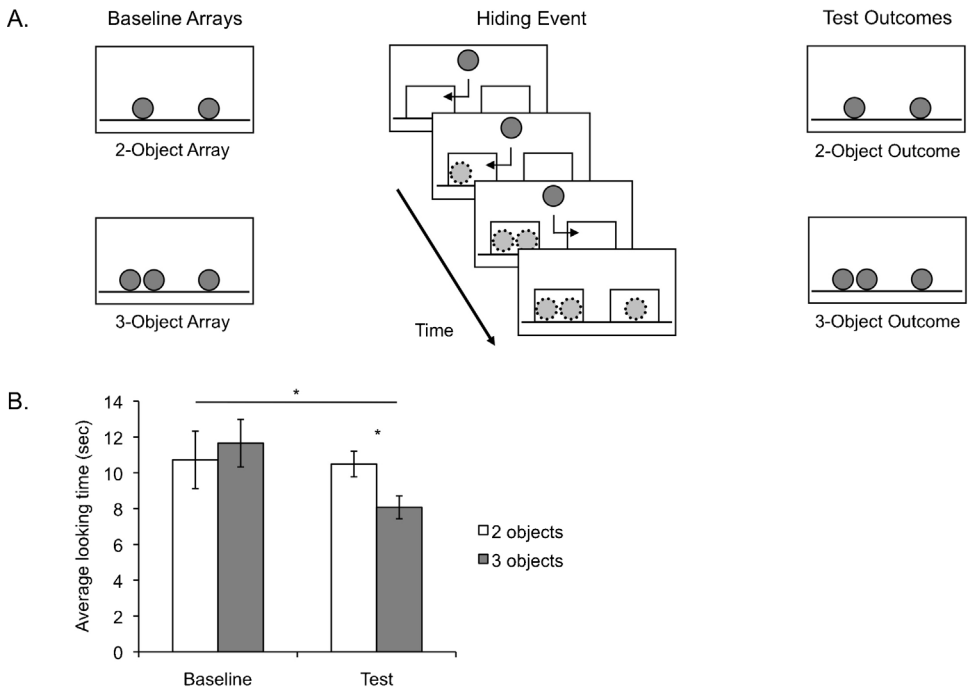 A.
Baseline Arrays
Hiding Event
Test Outcomes
2-Object Array
2-Object Outcome
3-Object Array
Time
3-Object Outcome
B.
Average looking time (sec)
14
12
10
8
6
4
2
0
*
*
2 objects
3 objects
Baseline
Test